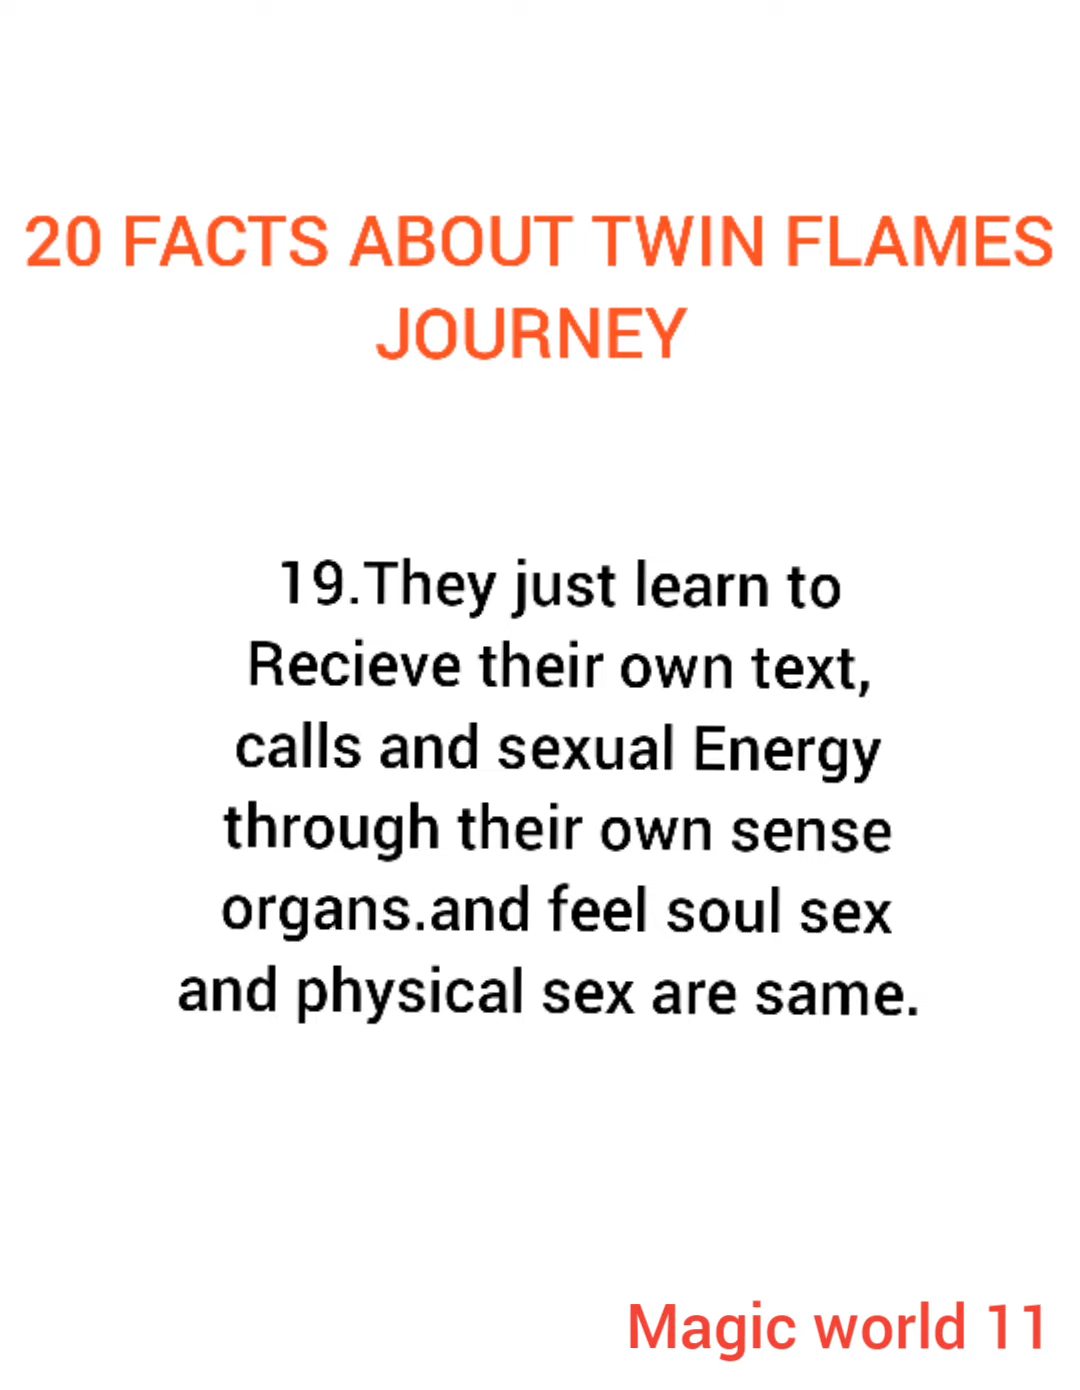 20 FACTS ABOUT TWIN FLAMES
JOURNEY
19.They just learn to
Recieve their own text,
calls and sexual Energy
through their own sense
organs.and feel soul sex
and physical sex are same.
Magic world 11